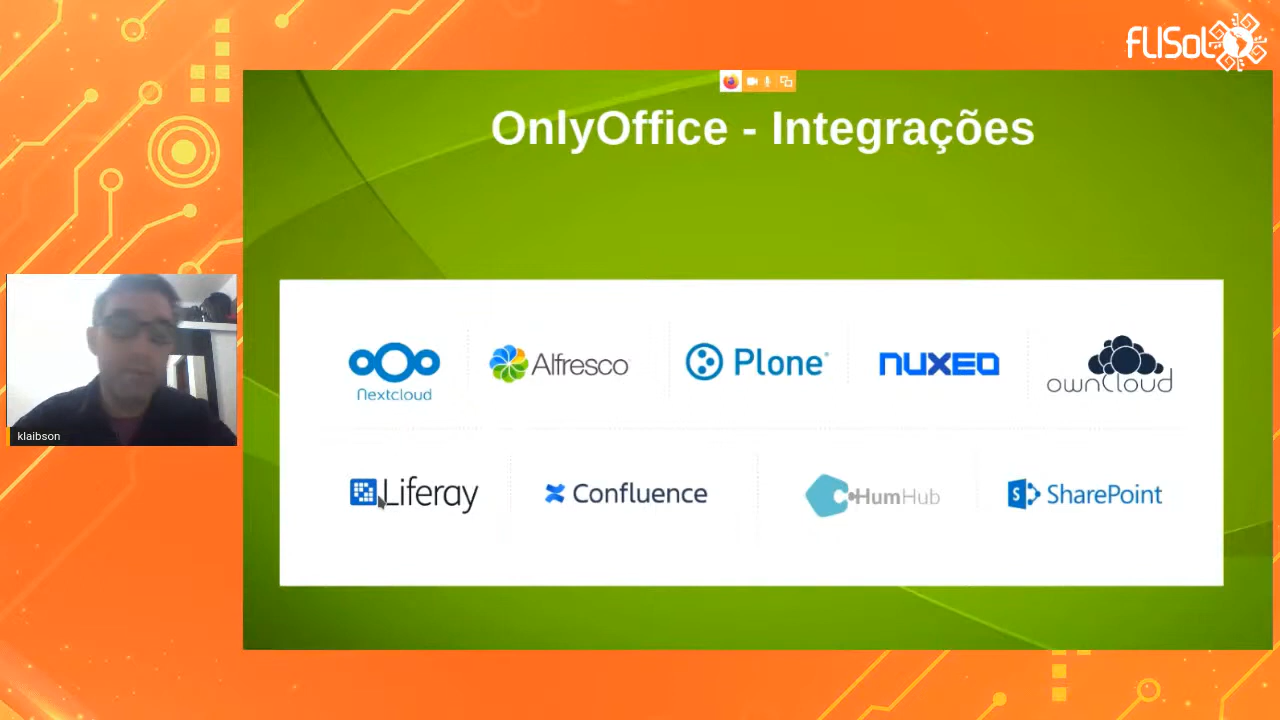 FLISoL
OnlyOffice - Integrações
Nextcloud
Alfresco
Plone
NUXEO
ownCloud
Liferay
Confluence
HumHub
S SharePoint
klaibson